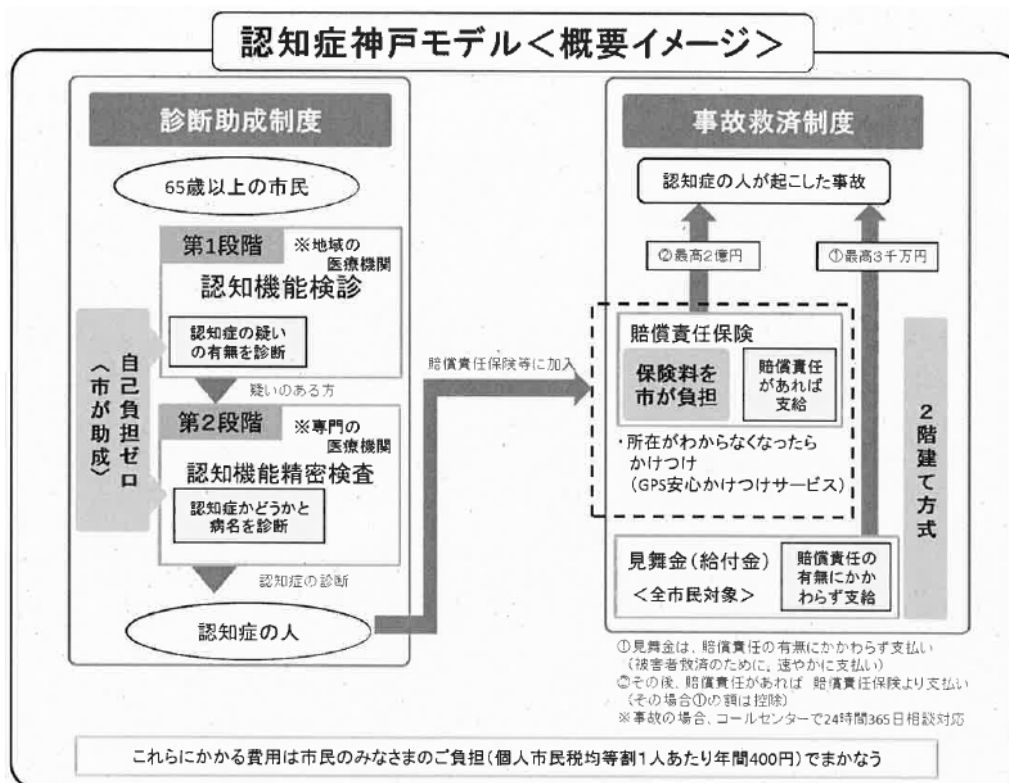 認知症神戸モデル＜概要イメージ＞
診断助成制度
65歳以上の市民
第1段階
※地域の
医療機関
認知機能検診
認知症の疑い
の有無を診断
疑いのある方
第2段階
※専門の
医療機関
認知機能精密検査
認知症かどうかと
病名を診断
認知症の診断
認知症の人
自己負担ゼロ
〈市が助成〉
賠償責任保険等に加入
事故救済制度
認知症の人が起こした事故
②最高2億円
①最高3千万円
賠償責任保険
保険料を
市が負担
賠償責任
があれば
支給
・所在がわからなくなったら
かけつけ
(GPS安心かけつけサービス)
見舞金(給付金)
＜全市民対象＞
賠償責任の
有無にかか
わらず支給
2階建て方式
①見舞金は、賠償責任の有無にかかわらず支払い
(被害者救済のために、速やかに支払い)
②その後、賠償責任があれば 賠償責任保険より支払い
(その場合①の額は控除)
※事故の場合、コールセンターで24時間365日相談対応
これらにかかる費用は市民のみなさまのご負担(個人市民税均等割1人あたり年間400円)でまかなう